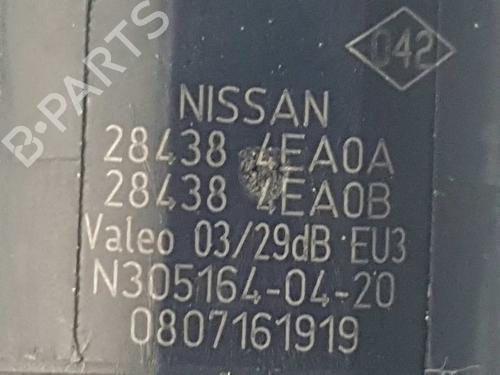 B-PARTS
042
NISSAN
28438 4EA0A
28438 4EA0B
Valeo 03/29dB EU3
N305164-04-20
0807161919